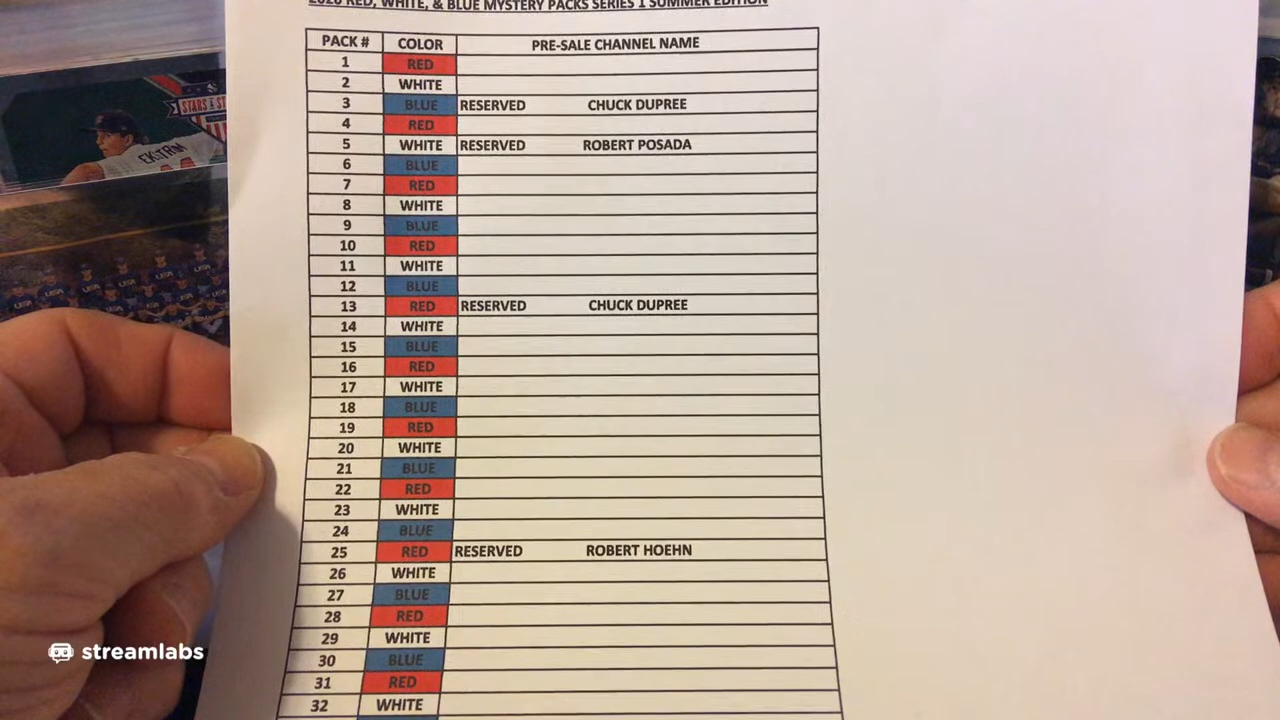 2020 RED, WHITE, & BLUE MYSTERY PACKS SERIES 1 SUMMER EDITION
PACK # COLOR PRE-SALE CHANNEL NAME
1 RED
2 WHITE
3 BLUE RESERVED CHUCK DUPREE
4 RED
5 WHITE RESERVED ROBERT POSADA
6 BLUE
7 RED
8 WHITE
9 BLUE
10 RED
11 WHITE
12 BLUE
13 RED RESERVED CHUCK DUPREE
14 WHITE
15 BLUE
16 RED
17 WHITE
18 BLUE
19 RED
20 WHITE
21 BLUE
22 RED
23 WHITE
24 BLUE
25 RED RESERVED ROBERT HOEHN
26 WHITE
27 BLUE
28 RED
29 WHITE
30 BLUE
31 RED
32 WHITE
STARS & ST
EKSTROM
USA
streamlabs